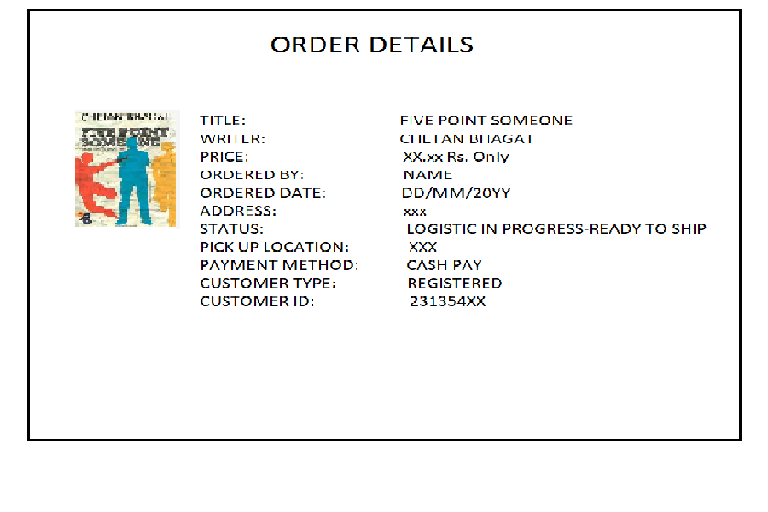 ORDER DETAILS
CHETAN BHAGAT
FIVE POINT
SOMEONE
TITLE: FIVE POINT SOMEONE
WRITER: CHETAN BHAGAT
PRICE: XX.xx Rs. Only
ORDERED BY: NAME
ORDERED DATE: DD/MM/20YY
ADDRESS: xxx
STATUS: LOGISTIC IN PROGRESS-READY TO SHIP
PICK UP LOCATION: XXX
PAYMENT METHOD: CASH PAY
CUSTOMER TYPE: REGISTERED
CUSTOMER ID: 231354XX